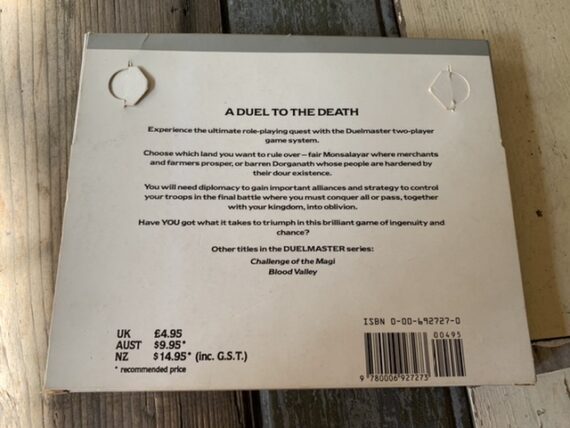 A DUEL TO THE DEATH
Experience the ultimate role-playing quest with the Duelmaster two-player
game system.
Choose which land you want to rule over – fair Monsalayar where merchants
and farmers prosper, or barren Dorganath whose people are hardened by
their dour existence.
You will need diplomacy to gain important alliances and strategy to control
your troops in the final battle where you must conquer all or pass, together
with your kingdom, into oblivion.
Have YOU got what it takes to triumph in this brilliant game of ingenuity and
chance?
Other titles in the DUELMASTER series:
Challenge of the Magi
Blood Valley
UK £4.95
AUST $9.95*
NZ $14.95* (inc. G.S.T.)
* recommended price
ISBN 0-00-692727-0
00495
9 780006 927273